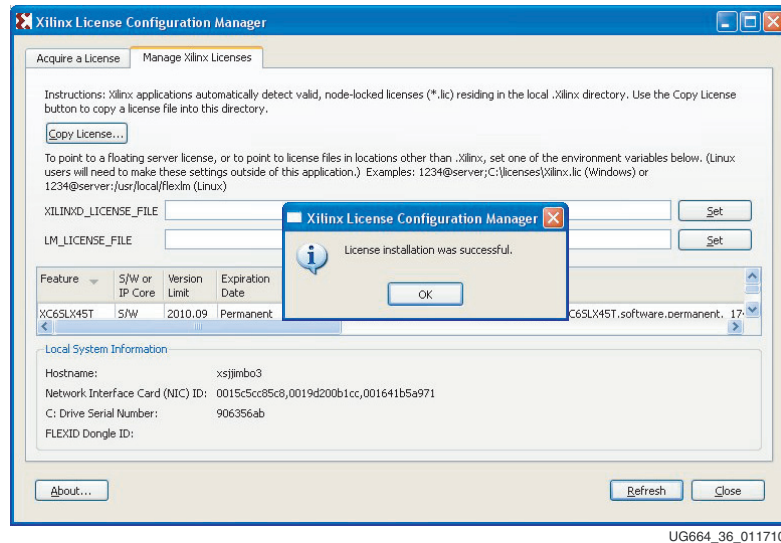 Xilinx License Configuration Manager
Acquire a License
Manage Xilinx Licenses
Instructions: Xilinx applications automatically detect valid, node-locked licenses (*.lic) residing in the local .Xilinx directory. Use the Copy License
button to copy a license file into this directory.
Copy License...
To point to a floating server license, or to point to license files in locations other than .Xilinx, set one of the environment variables below. (Linux
users will need to make these settings outside of this application.) Examples: 1234@server;C:\licenses\Xilinx.lic (Windows) or
1234@server:/usr/local/flexlm (Linux)
XILINXD_LICENSE_FILE
Set
LM_LICENSE_FILE
Set
Xilinx License Configuration Manager
License installation was successful.
OK
Feature S/W or IP Core Version Limit Expiration Date
XC6SLX45T S/W 2010.09 Permanent C6SLX45T.software.permanent. 17
Local System Information
Hostname: xsjjimbo3
Network Interface Card (NIC) ID: 0015c5cc85c8,0019d200b1cc,001641b5a971
C: Drive Serial Number: 906356ab
FLEXID Dongle ID:
About...
Refresh
Close
UG664_36_011710